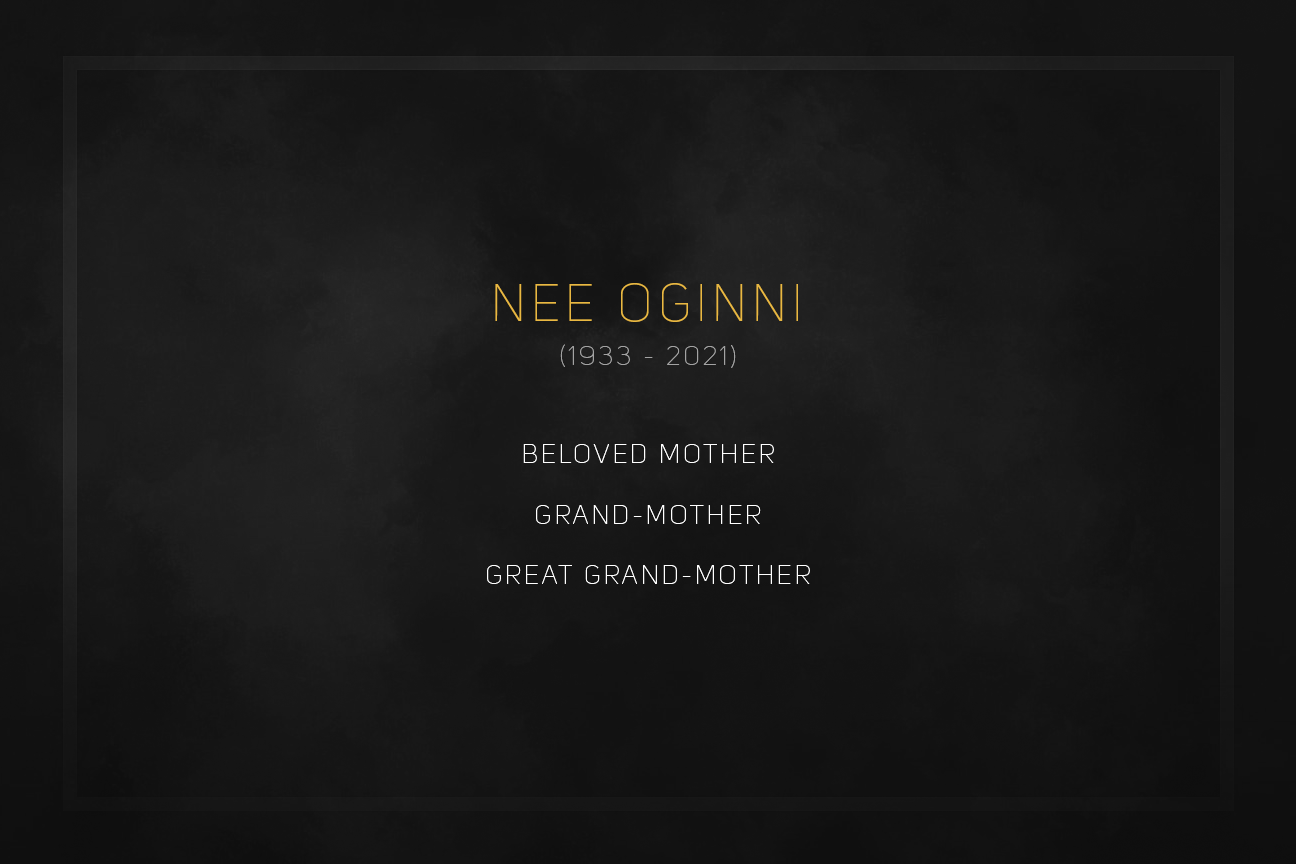 NEE OGINNI
(1933 - 2021)
BELOVED MOTHER
GRAND-MOTHER
GREAT GRAND-MOTHER